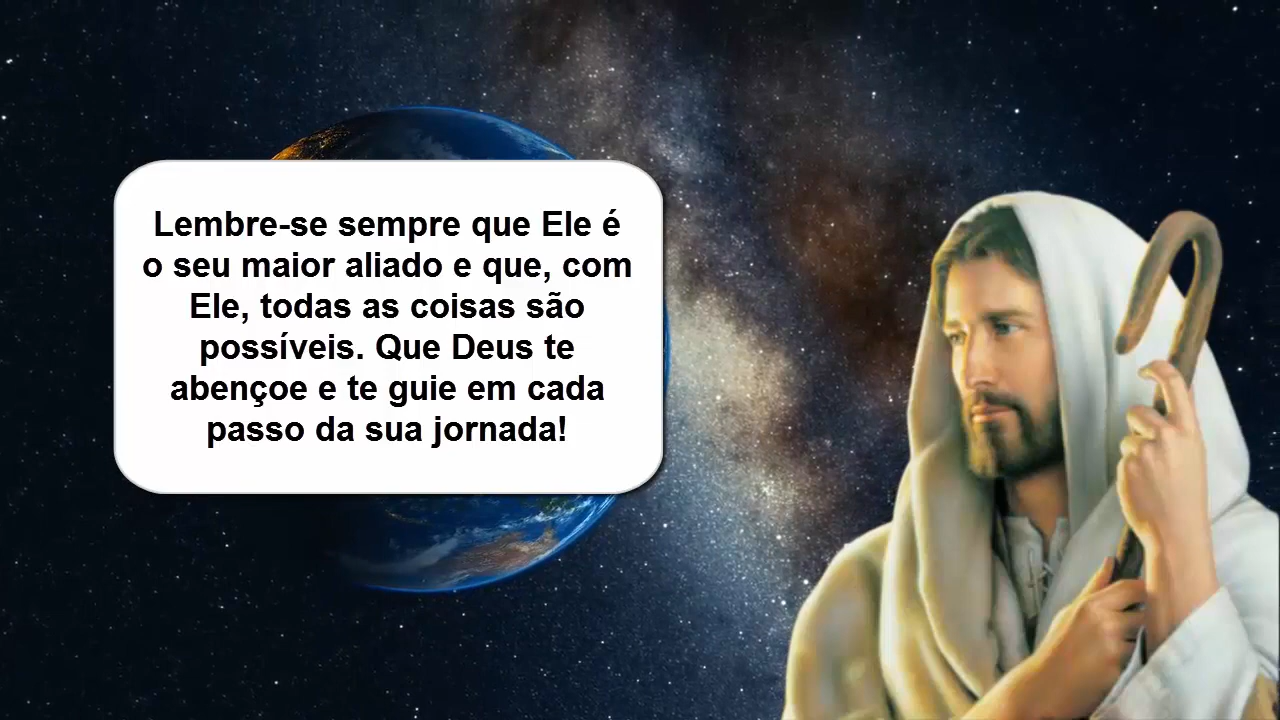 Lembre-se sempre que Ele é
o seu maior aliado e que, com
Ele, todas as coisas são
possíveis. Que Deus te
abençoe e te guie em cada
passo da sua jornada!